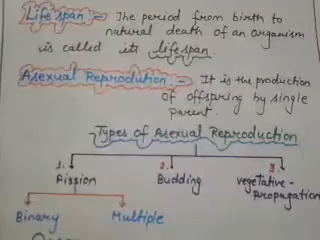 Life span :- The period from birth to
natural death of an organism
is called its lifespan.
Asexual Reproduction :- It is the production
of offspring by single
parent.
Types of Asexual Reproduction
1. 2. 3.
Fission Budding vegetative-
propagation
Binary Multiple